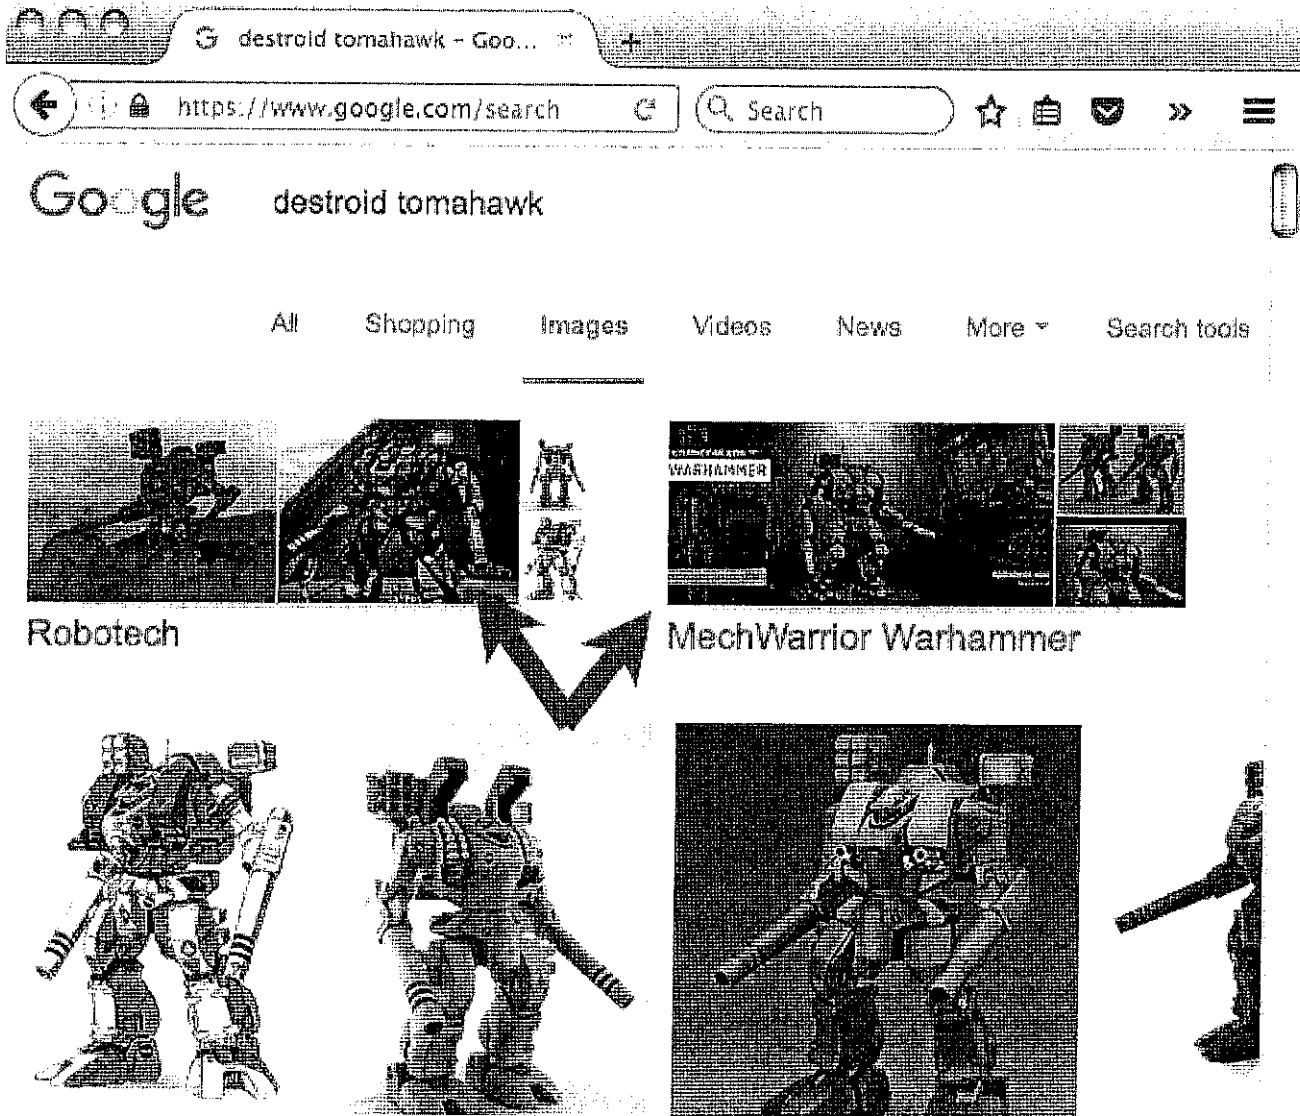 G destroid tomahawk - Goo... +
https://www.google.com/search Search
Google destroid tomahawk
All Shopping Images Videos News More Search tools
WARHAMMER
Robotech MechWarrior Warhammer